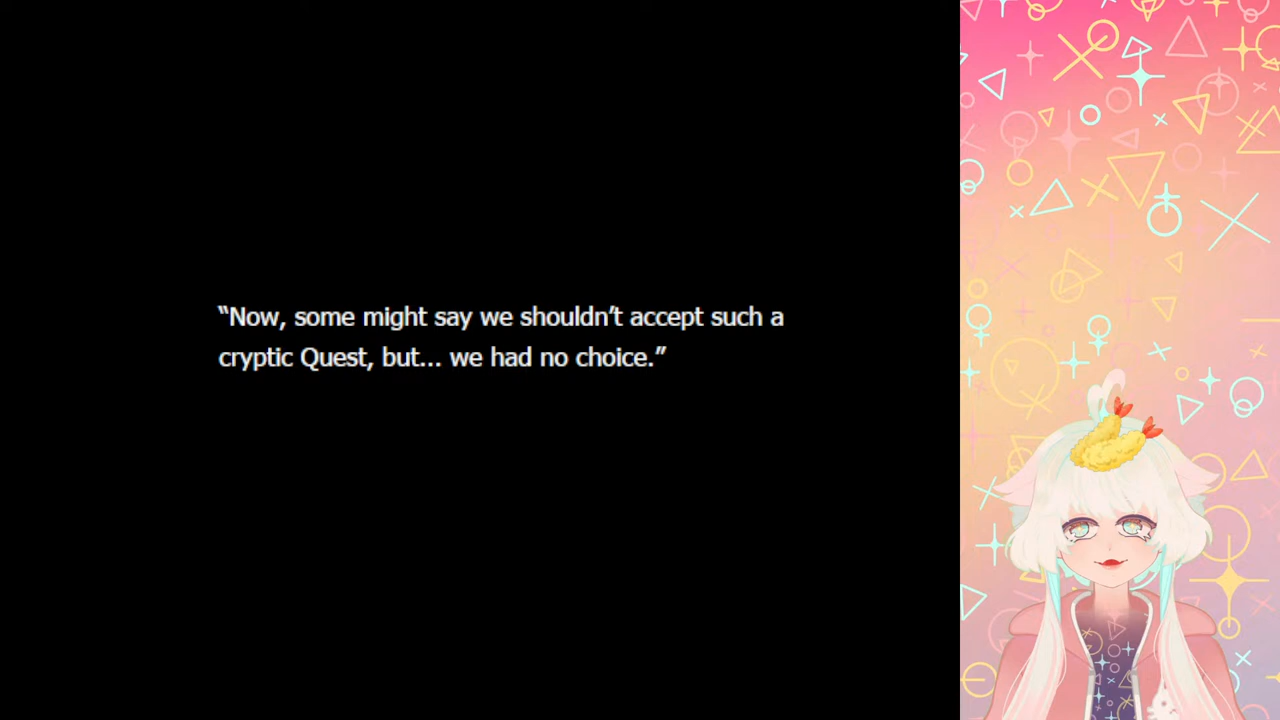 “Now, some might say we shouldn’t accept such a
cryptic Quest, but... we had no choice.”